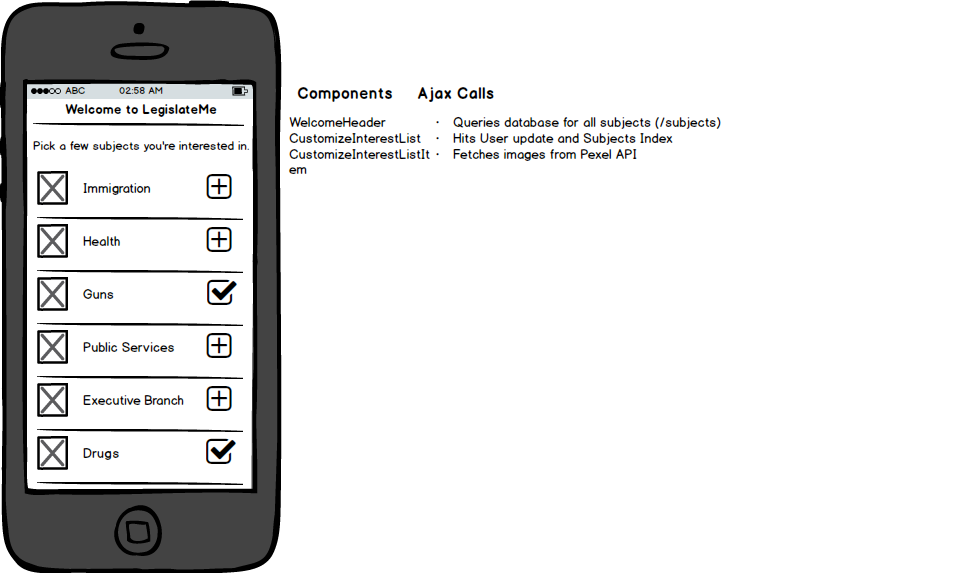 ABC 02:58 AM
Welcome to LegislateMe
Pick a few subjects you're interested in.
Immigration
Health
Guns
Public Services
Executive Branch
Drugs
Components Ajax Calls
WelcomeHeader · Queries database for all subjects (/subjects)
CustomizeInterestList · Hits User update and Subjects Index
CustomizeInterestListIt · Fetches images from Pexel API
em